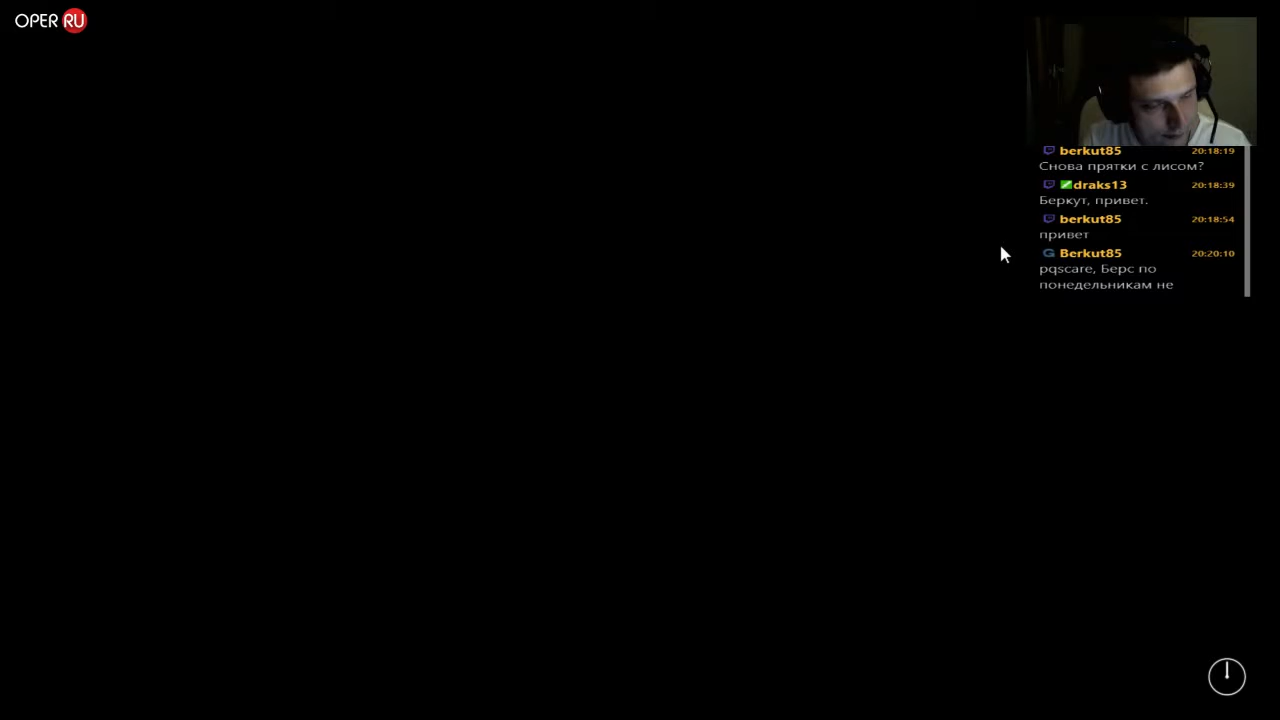 OPER RU
berkut85 20:18:19
Снова прятки с лисом?
draks13 20:18:39
Беркут, привет.
berkut85 20:18:54
привет
Berkut85 20:20:10
pqscare, Берс по
понедельникам не